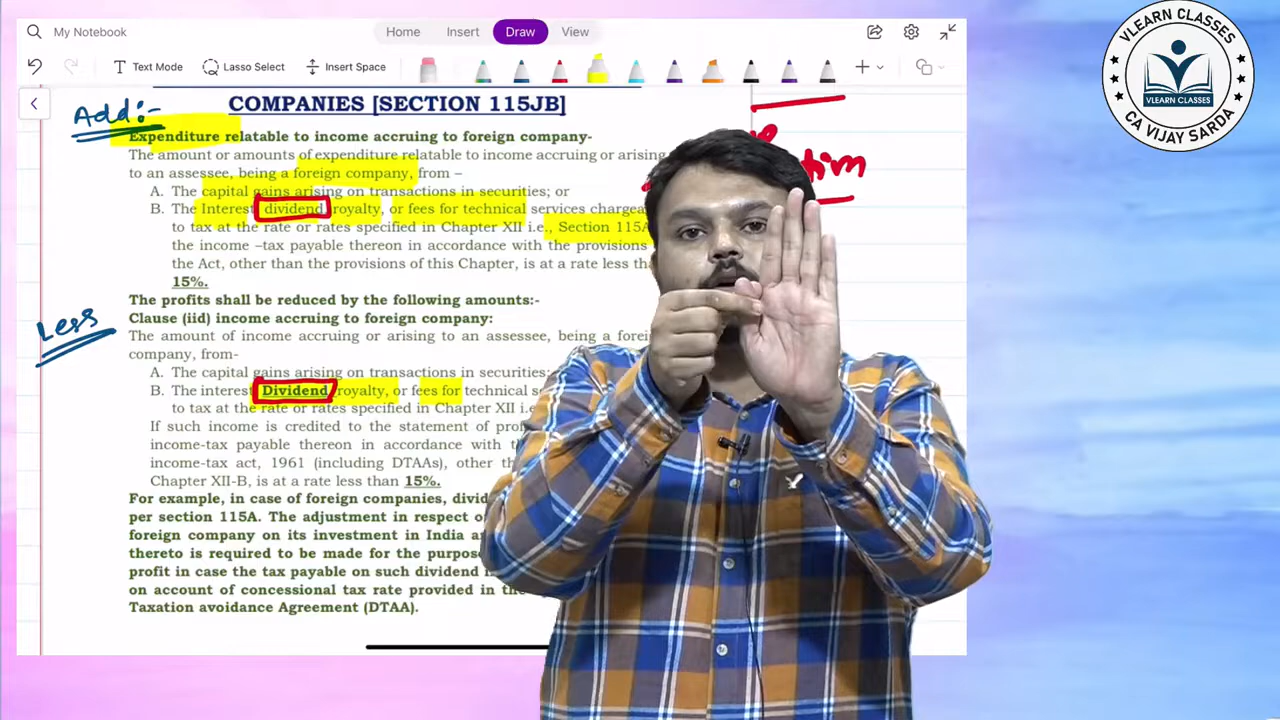 My Notebook
Home Insert Draw View
Text Mode Lasso Select Insert Space
Add:-
COMPANIES [SECTION 115JB]
Expenditure relatable to income accruing to foreign company-
The amount or amounts of expenditure relatable to income accruing or arising
to an assessee, being a foreign company, from –
A. The capital gains arising on transactions in securities; or
B. The Interest, dividend royalty, or fees for technical services
to tax at the rate or rates specified in Chapter XII i.e., Section 115A
the income –tax payable thereon in accordance with the provisions
the Act, other than the provisions of this Chapter, is at a rate less
15%.
Less
The profits shall be reduced by the following amounts:-
Clause (iid) income accruing to foreign company:
The amount of income accruing or arising to an assessee, being a
company, from-
A. The capital gains arising on transactions in securities;
B. The interest, Dividend royalty, or fees for technical
to tax at the rate or rates specified in Chapter XII
If such income is credited to the statement of
income-tax payable thereon in accordance with
income-tax act, 1961 (including DTAAs), other
Chapter XII-B, is at a rate less than 15%.
For example, in case of foreign companies,
per section 115A. The adjustment in respect
foreign company on its investment in India
thereto is required to be made for the
profit in case the tax payable on such dividend
on account of concessional tax rate provided in
Taxation avoidance Agreement (DTAA).
VLEARN CLASSES
VLEARN CLASSES
CA VIJAY SARDA